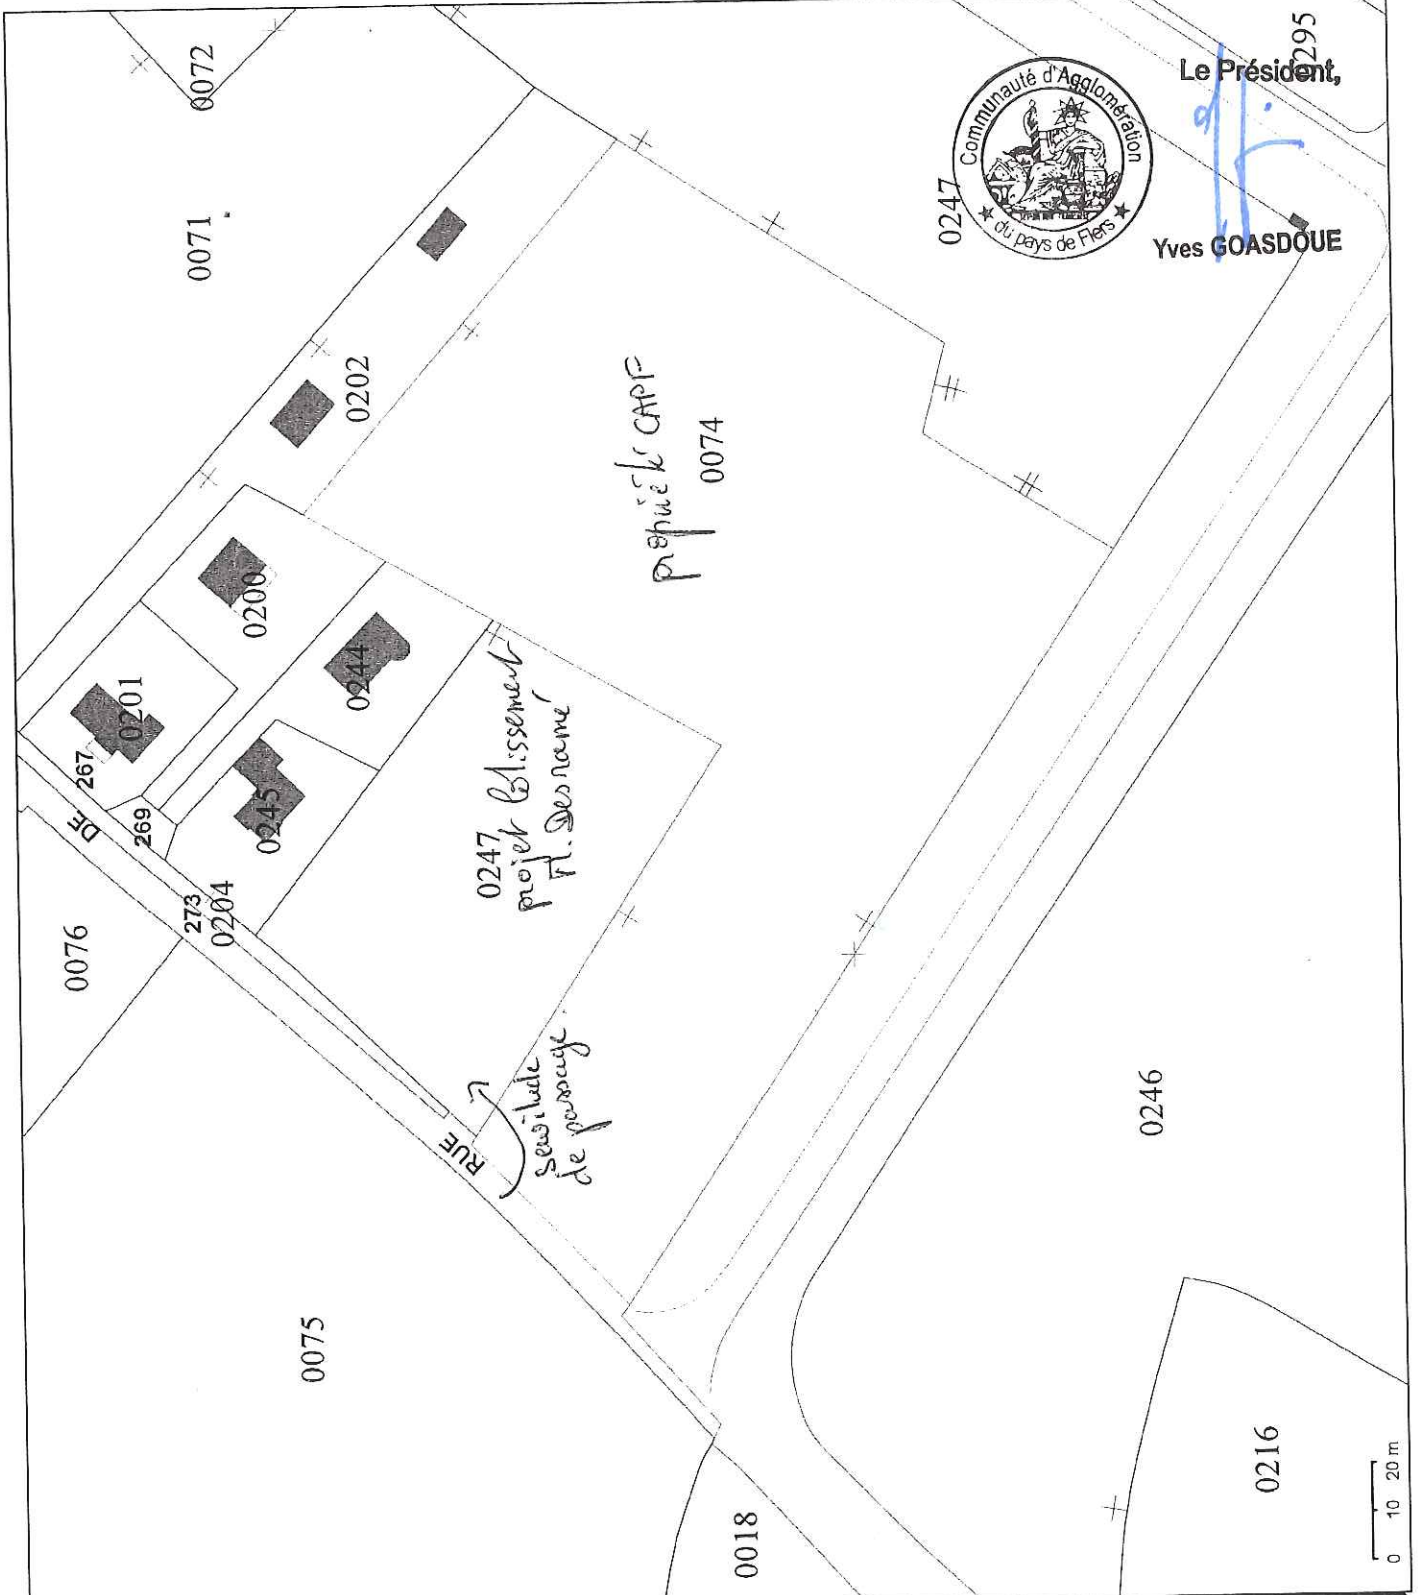 0072
0295
Le Président,
Communauté d'Agglomération
du pays de Flers
0247
Yves GOASDOUE
0071
0202
propriété CAPF
0074
0200
0244
0201
267
DE
269
0245
273
0204
0247
projet lotissement
M. Desramé
0076
RUE
servitude
de passage.
0246
0075
0216
0018
0 10 20 m